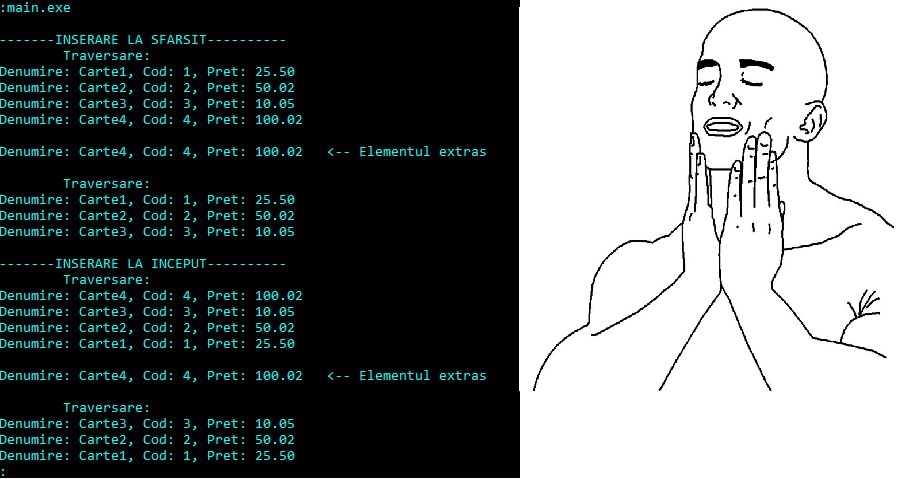 :main.exe
-------INSERARE LA SFARSIT----------
Traversare:
Denumire: Carte1, Cod: 1, Pret: 25.50
Denumire: Carte2, Cod: 2, Pret: 50.02
Denumire: Carte3, Cod: 3, Pret: 10.05
Denumire: Carte4, Cod: 4, Pret: 100.02
Denumire: Carte4, Cod: 4, Pret: 100.02   <-- Elementul extras
Traversare:
Denumire: Carte1, Cod: 1, Pret: 25.50
Denumire: Carte2, Cod: 2, Pret: 50.02
Denumire: Carte3, Cod: 3, Pret: 10.05
-------INSERARE LA INCEPUT----------
Traversare:
Denumire: Carte4, Cod: 4, Pret: 100.02
Denumire: Carte3, Cod: 3, Pret: 10.05
Denumire: Carte2, Cod: 2, Pret: 50.02
Denumire: Carte1, Cod: 1, Pret: 25.50
Denumire: Carte4, Cod: 4, Pret: 100.02   <-- Elementul extras
Traversare:
Denumire: Carte3, Cod: 3, Pret: 10.05
Denumire: Carte2, Cod: 2, Pret: 50.02
Denumire: Carte1, Cod: 1, Pret: 25.50
: